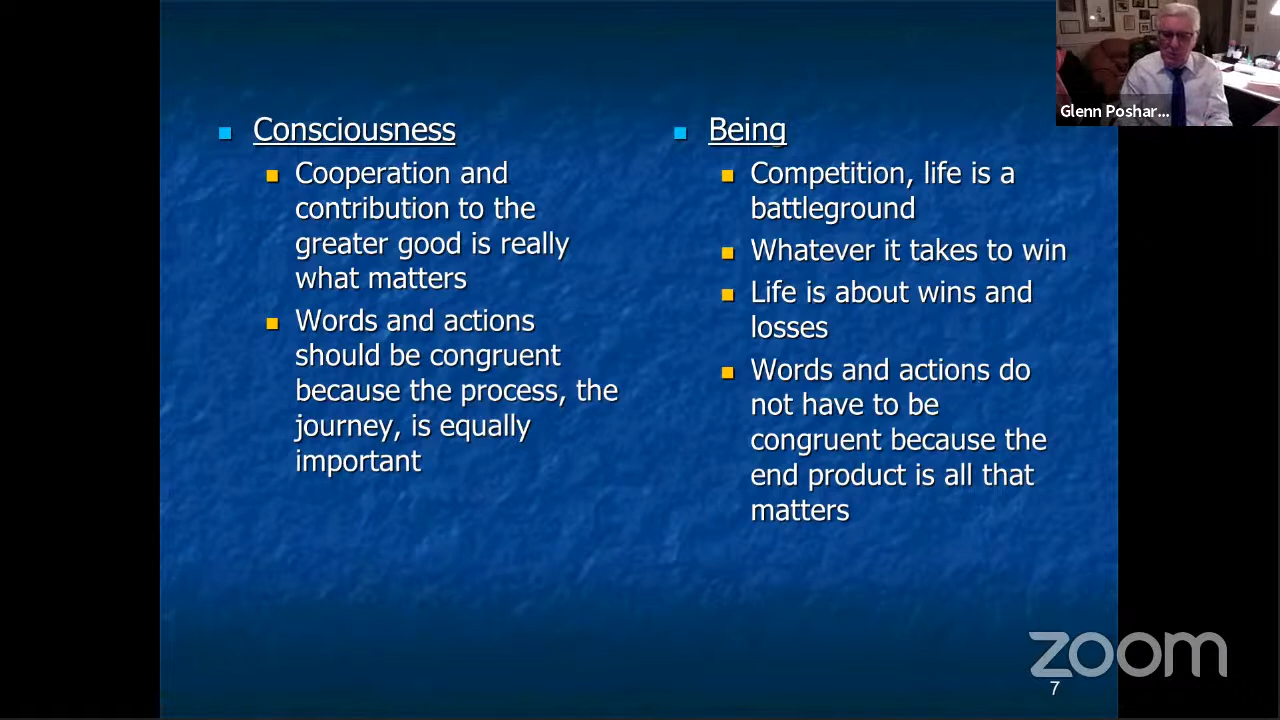 Consciousness
Cooperation and
contribution to the
greater good is really
what matters
Words and actions
should be congruent
because the process, the
journey, is equally
important
Being
Competition, life is a
battleground
Whatever it takes to win
Life is about wins and
losses
Words and actions do
not have to be
congruent because the
end product is all that
matters
Glenn Poshar...
zoom
7